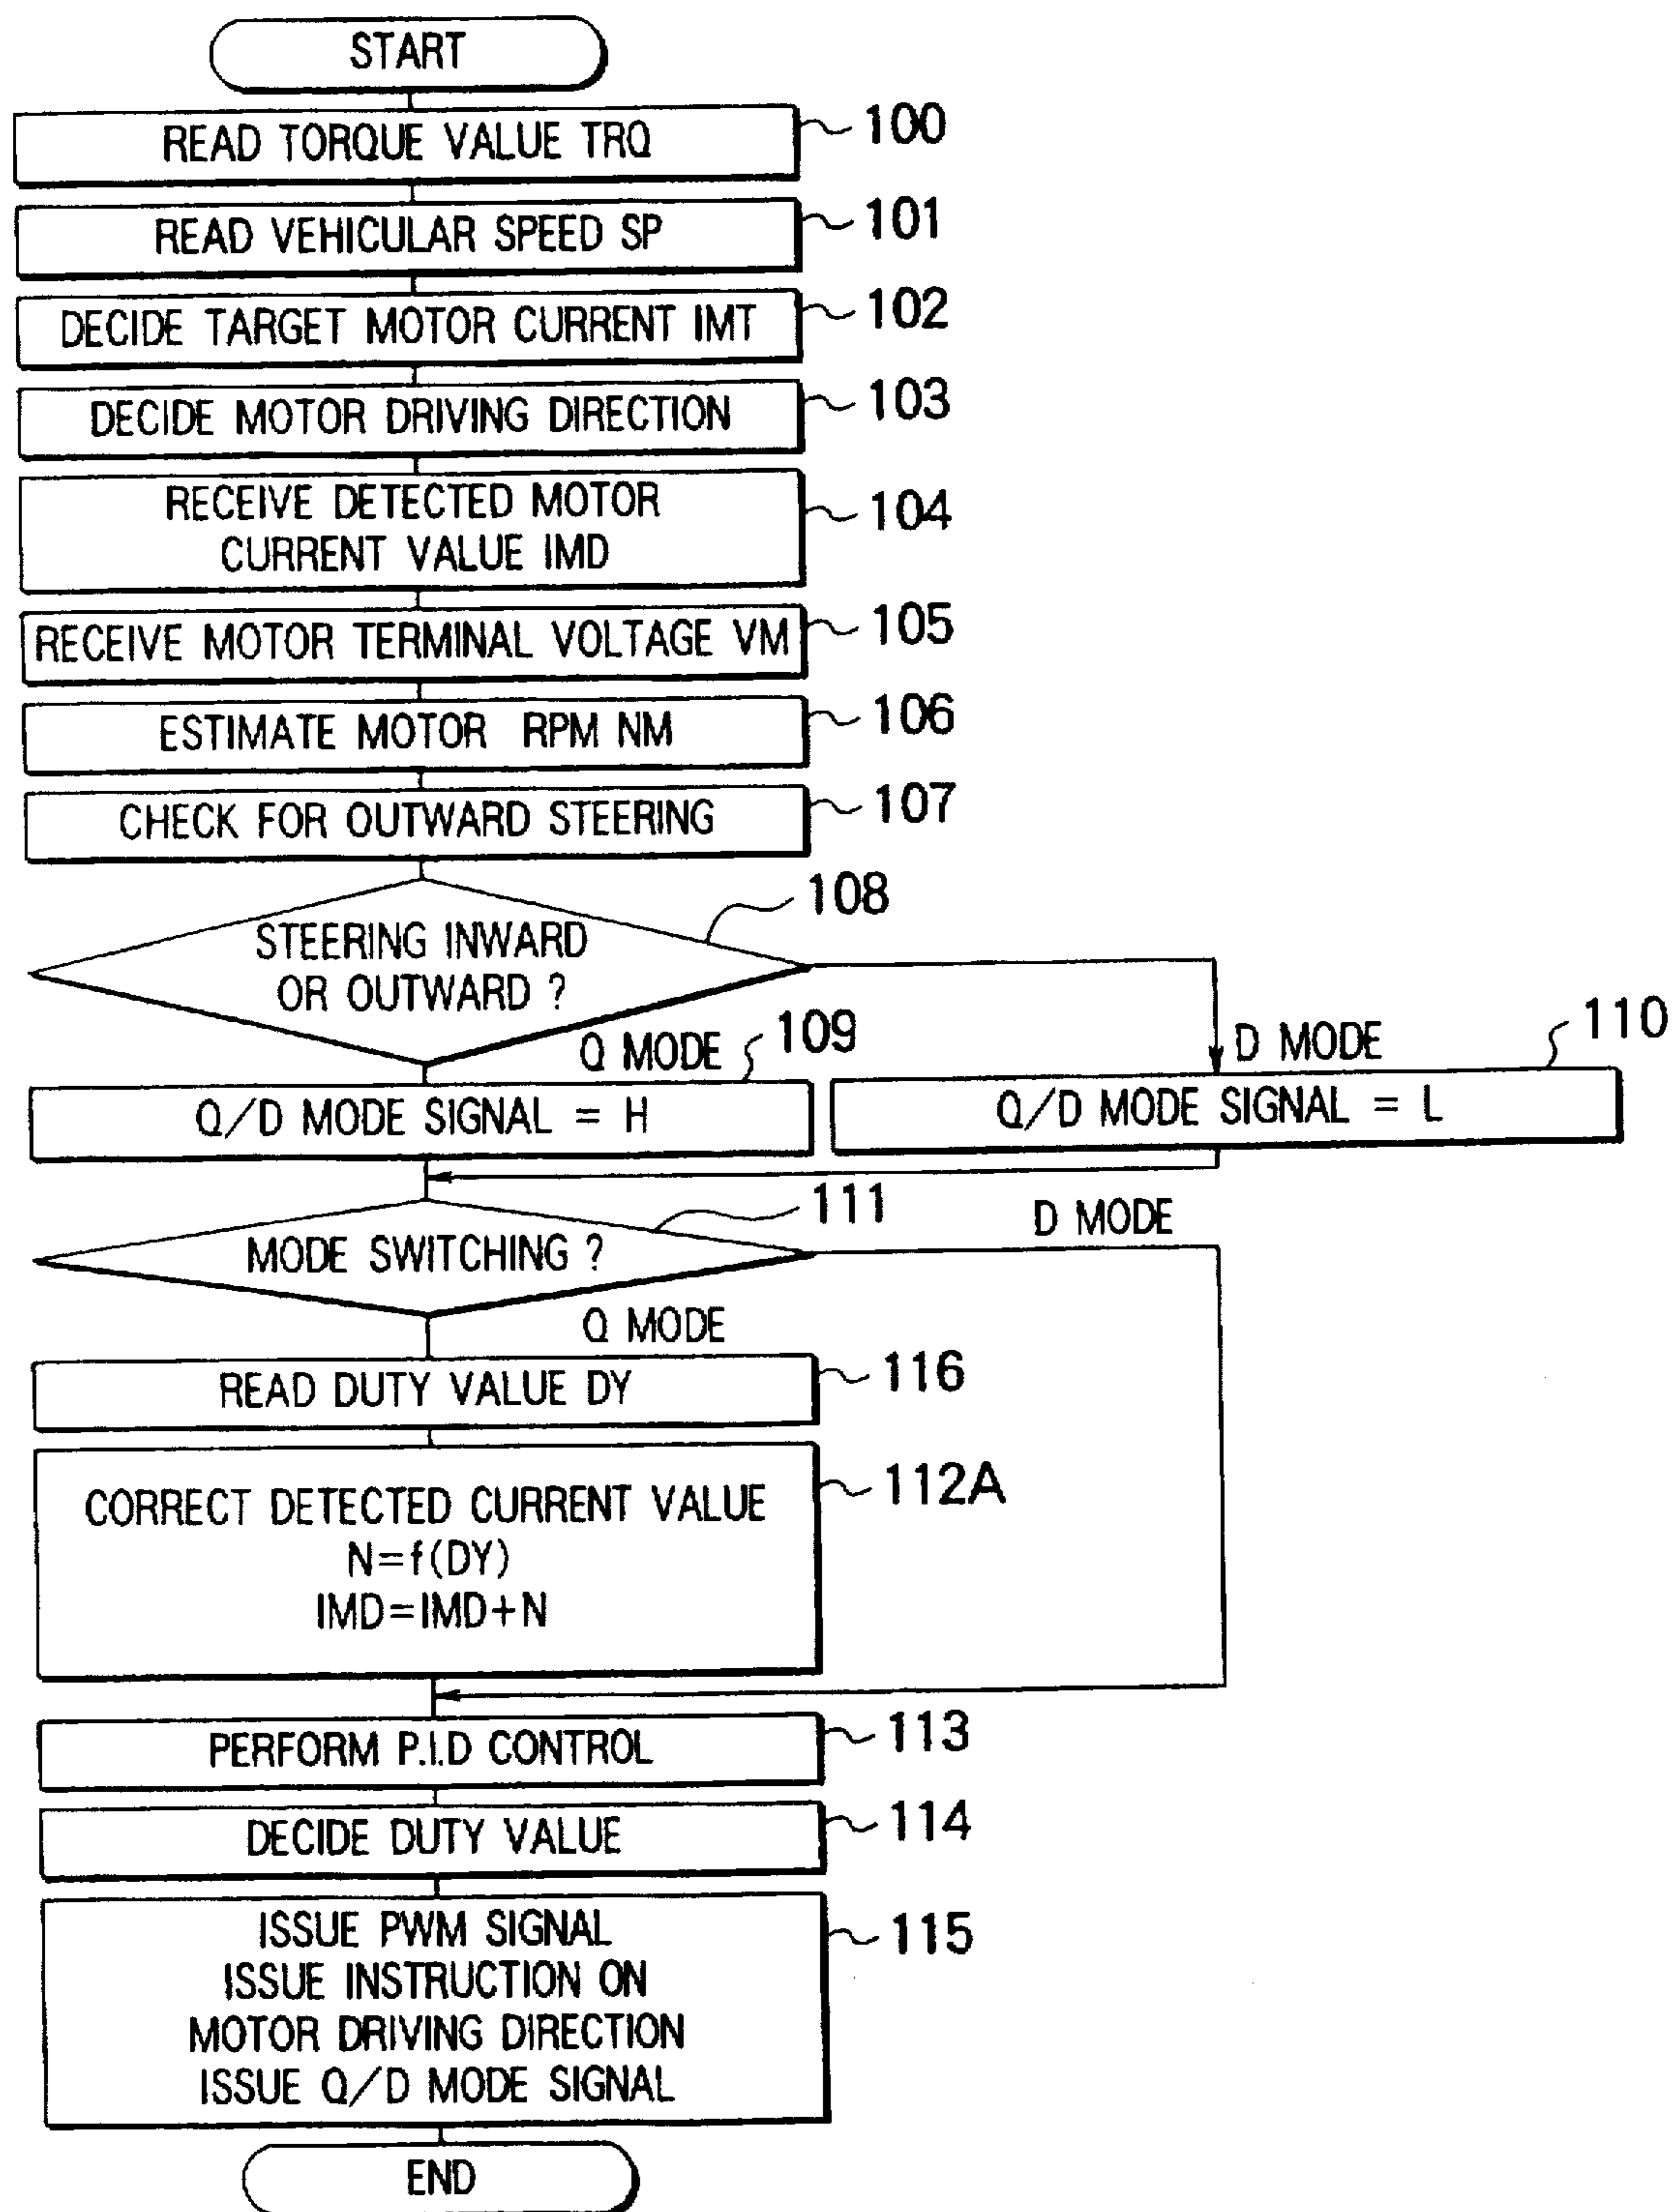 START
READ TORQUE VALUE TRQ
100
READ VEHICULAR SPEED SP
101
DECIDE TARGET MOTOR CURRENT IMT
102
DECIDE MOTOR DRIVING DIRECTION
103
RECEIVE DETECTED MOTOR
CURRENT VALUE IMD
104
RECEIVE MOTOR TERMINAL VOLTAGE VM
105
ESTIMATE MOTOR RPM NM
106
CHECK FOR OUTWARD STEERING
107
108
STEERING INWARD
OR OUTWARD ?
Q MODE
109
D MODE
110
Q/D MODE SIGNAL = H
Q/D MODE SIGNAL = L
111
D MODE
MODE SWITCHING ?
Q MODE
READ DUTY VALUE DY
116
CORRECT DETECTED CURRENT VALUE
N=f(DY)
IMD=IMD+N
112A
PERFORM P.I.D CONTROL
113
DECIDE DUTY VALUE
114
ISSUE PWM SIGNAL
ISSUE INSTRUCTION ON
MOTOR DRIVING DIRECTION
ISSUE Q/D MODE SIGNAL
115
END